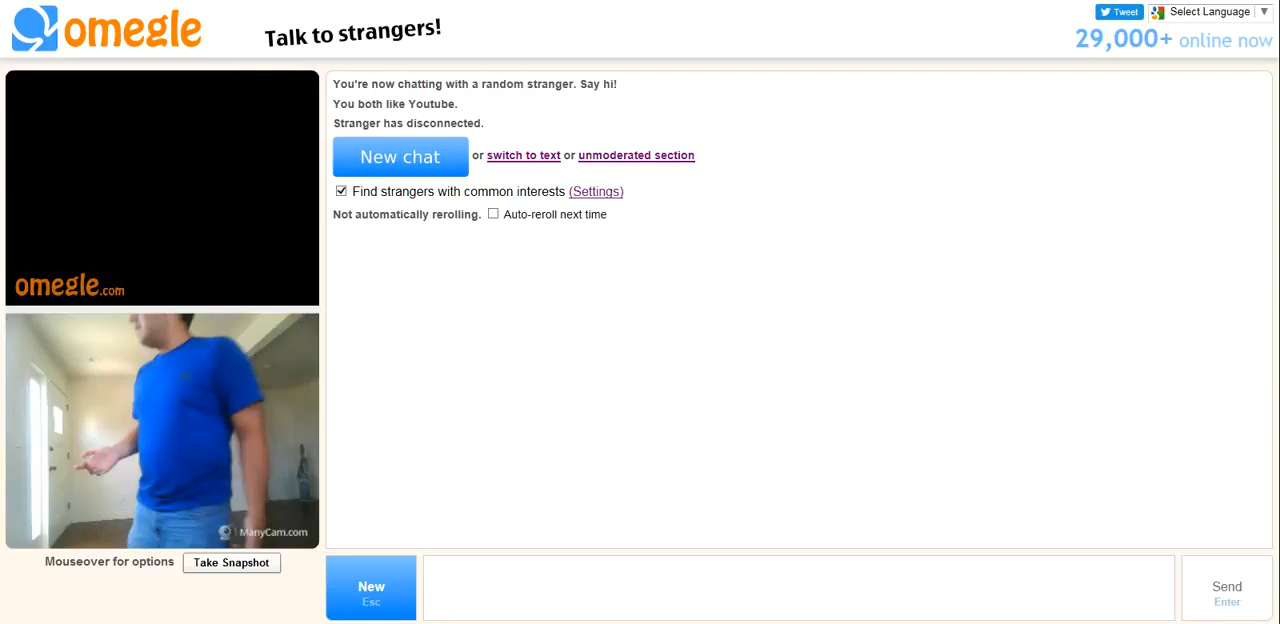 omegle
Talk to strangers!
Tweet
Select Language ▼
29,000+ online now
You're now chatting with a random stranger. Say hi!
You both like Youtube.
Stranger has disconnected.
New chat or switch to text or unmoderated section
Find strangers with common interests (Settings)
Not automatically rerolling. Auto-reroll next time
omegle.com
ManyCam.com
Mouseover for options Take Snapshot
New
Esc
Send
Enter